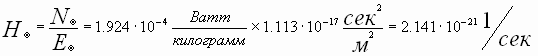 H⊛ = N⊛/E⊛ = 1.924·10⁻⁴ Ватт/килограмм × 1.113·10⁻¹⁷ сек²/м² = 2.141·10⁻²¹ 1/сек